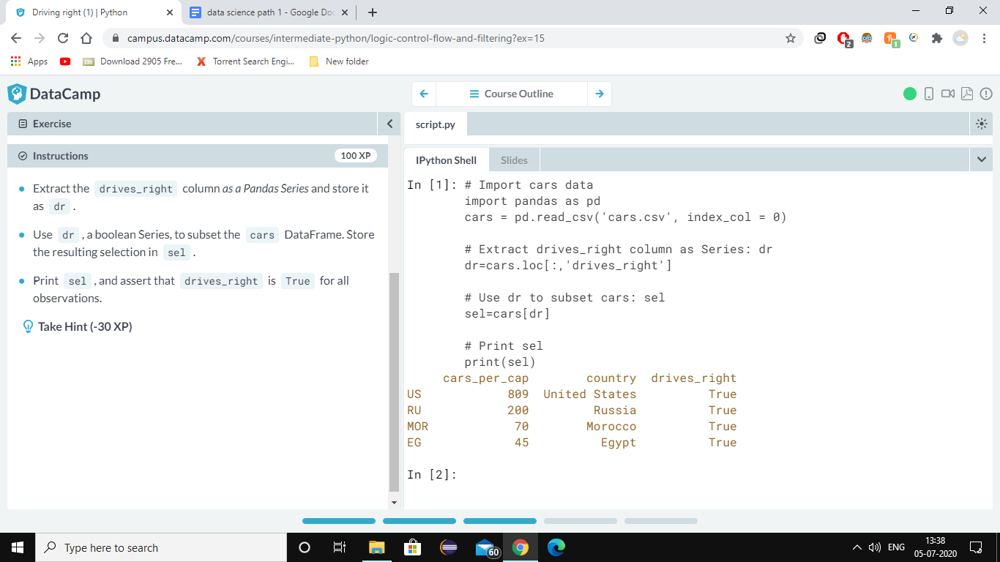 Driving right (1) | Python
data science path 1 - Google Doc
campus.datacamp.com/courses/intermediate-python/logic-control-flow-and-filtering?ex=15
2
1
Apps
Download 2905 Fre...
Torrent Search Engi...
New folder
DataCamp
Course Outline
Exercise
script.py
Instructions
100 XP
IPython Shell
Slides
Extract the drives_right column as a Pandas Series and store it
as dr .
Use dr , a boolean Series, to subset the cars DataFrame. Store
the resulting selection in sel .
Print sel , and assert that drives_right is True for all
observations.
Take Hint (-30 XP)
In [1]: # Import cars data
import pandas as pd
cars = pd.read_csv('cars.csv', index_col = 0)
# Extract drives_right column as Series: dr
dr=cars.loc[:,'drives_right']
# Use dr to subset cars: sel
sel=cars[dr]
# Print sel
print(sel)
cars_per_cap country drives_right
US 809 United States True
RU 200 Russia True
MOR 70 Morocco True
EG 45 Egypt True
In [2]:
Type here to search
60
ENG
13:38
05-07-2020